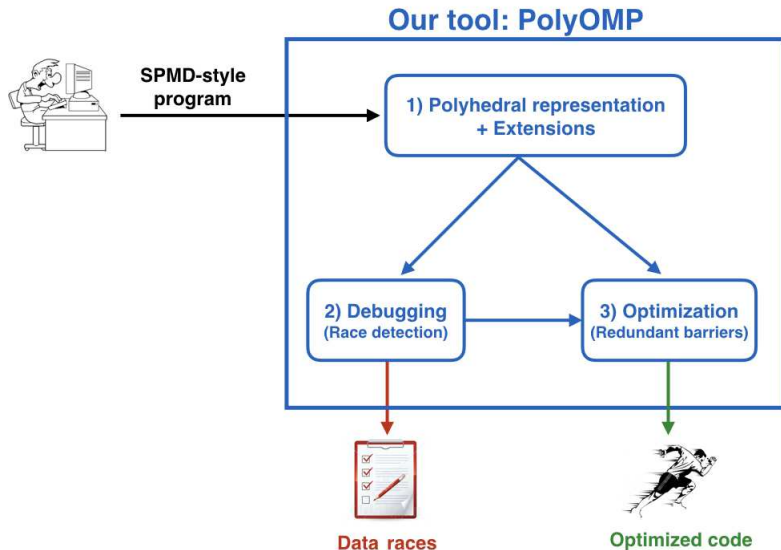 Our tool: PolyOMP
SPMD-style
program
1) Polyhedral representation
+ Extensions
2) Debugging
(Race detection)
3) Optimization
(Redundant barriers)
Data races
Optimized code